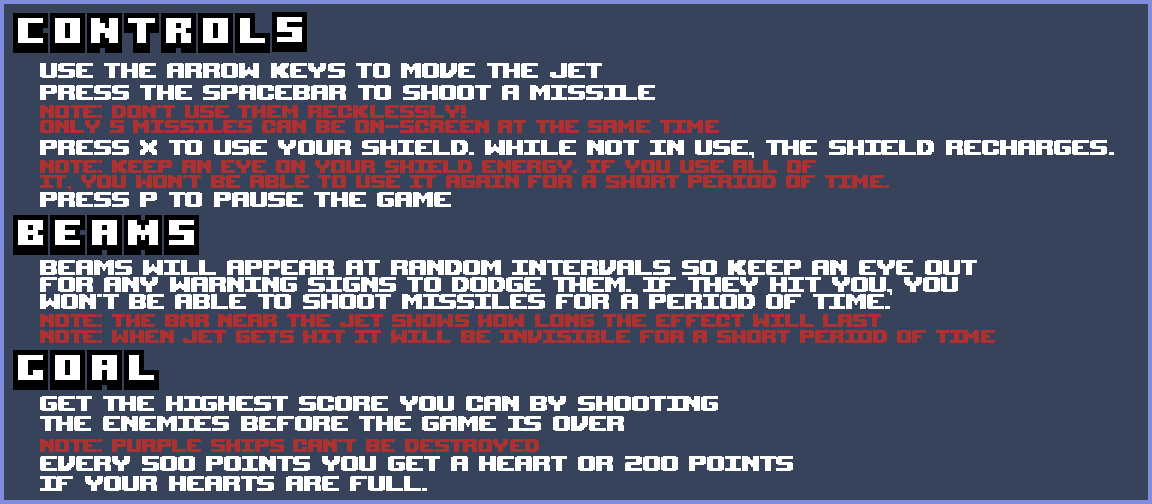 CONTROLS
USE THE ARROW KEYS TO MOVE THE JET
PRESS THE SPACEBAR TO SHOOT A MISSILE
NOTE: DON'T USE THEM RECKLESSLY!
ONLY 5 MISSILES CAN BE ON-SCREEN AT THE SAME TIME
PRESS X TO USE YOUR SHIELD. WHILE NOT IN USE, THE SHIELD RECHARGES.
NOTE: KEEP AN EYE ON YOUR SHIELD ENERGY. IF YOU USE ALL OF
IT, YOU WON'T BE ABLE TO USE IT AGAIN FOR A SHORT PERIOD OF TIME.
PRESS P TO PAUSE THE GAME
BEAMS
BEAMS WILL APPEAR AT RANDOM INTERVALS SO KEEP AN EYE OUT
FOR ANY WARNING SIGNS TO DODGE THEM. IF THEY HIT YOU, YOU
WON'T BE ABLE TO SHOOT MISSILES FOR A PERIOD OF TIME.
NOTE: THE BAR NEAR THE JET SHOWS HOW LONG THE EFFECT WILL LAST
NOTE: WHEN JET GETS HIT IT WILL BE INVISIBLE FOR A SHORT PERIOD OF TIME
GOAL
GET THE HIGHEST SCORE YOU CAN BY SHOOTING
THE ENEMIES BEFORE THE GAME IS OVER
NOTE: PURPLE SHIPS CAN'T BE DESTROYED
EVERY 500 POINTS YOU GET A HEART OR 200 POINTS
IF YOUR HEARTS ARE FULL.